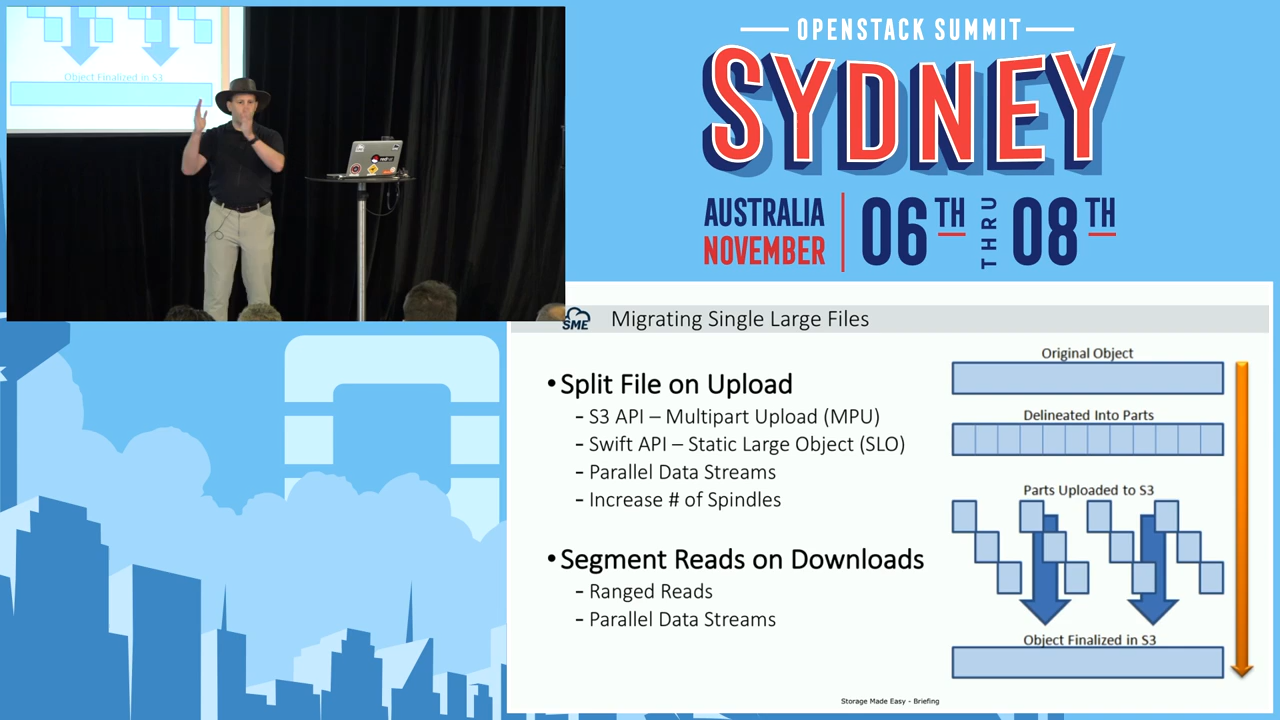 Object Finalized in S3
redhat
OPENSTACK SUMMIT
SYDNEY
AUSTRALIA
NOVEMBER
06TH
THRU
08TH
SME
Migrating Single Large Files
•Split File on Upload
- S3 API – Multipart Upload (MPU)
- Swift API – Static Large Object (SLO)
- Parallel Data Streams
- Increase # of Spindles
•Segment Reads on Downloads
- Ranged Reads
- Parallel Data Streams
Original Object
Delineated Into Parts
Parts Uploaded to S3
Object Finalized in S3
Storage Made Easy - Briefing